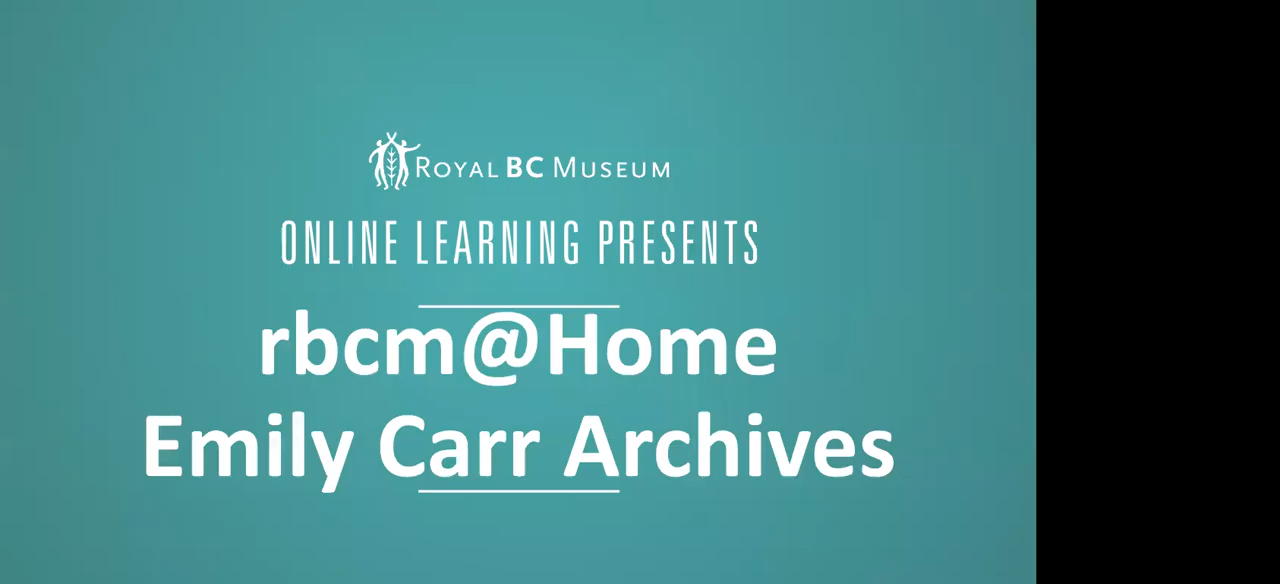 ROYAL BC MUSEUM
ONLINE LEARNING PRESENTS
rbcm@Home
Emily Carr Archives